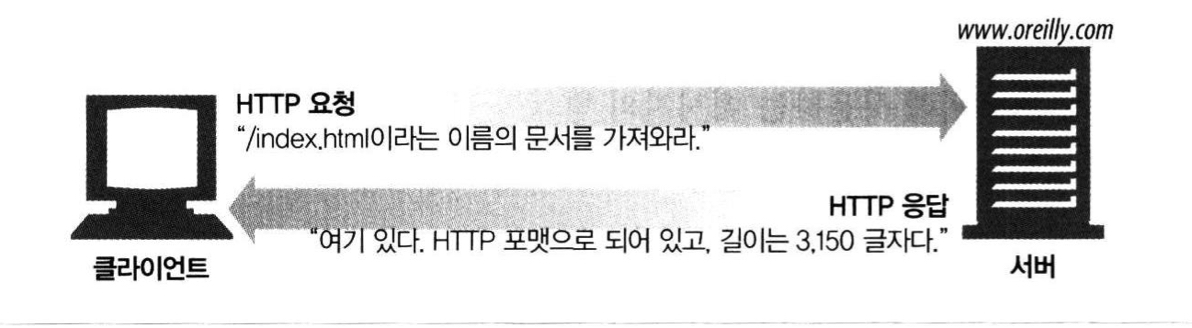 www.oreilly.com
HTTP 요청
“/index.html이라는 이름의 문서를 가져와라.”
HTTP 응답
“여기 있다. HTTP 포맷으로 되어 있고, 길이는 3,150 글자다.”
클라이언트
서버